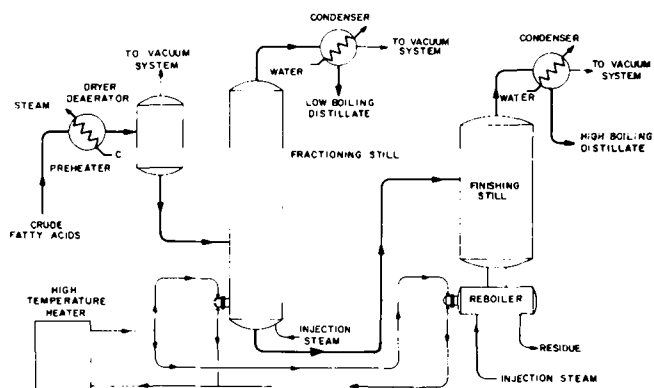 CONDENSER
TO VACUUM
SYSTEM
WATER
LOW BOILING
DISTILLATE
CONDENSER
TO VACUUM
SYSTEM
WATER
HIGH BOILING
DISTILLATE
TO VACUUM
SYSTEM
DRYER
DEAERATOR
STEAM
C
PREHEATER
CRUDE
FATTY ACIDS
FRACTIONING STILL
FINISHING
STILL
HIGH
TEMPERATURE
HEATER
INJECTION
STEAM
REBOILER
RESIDUE
INJECTION STEAM